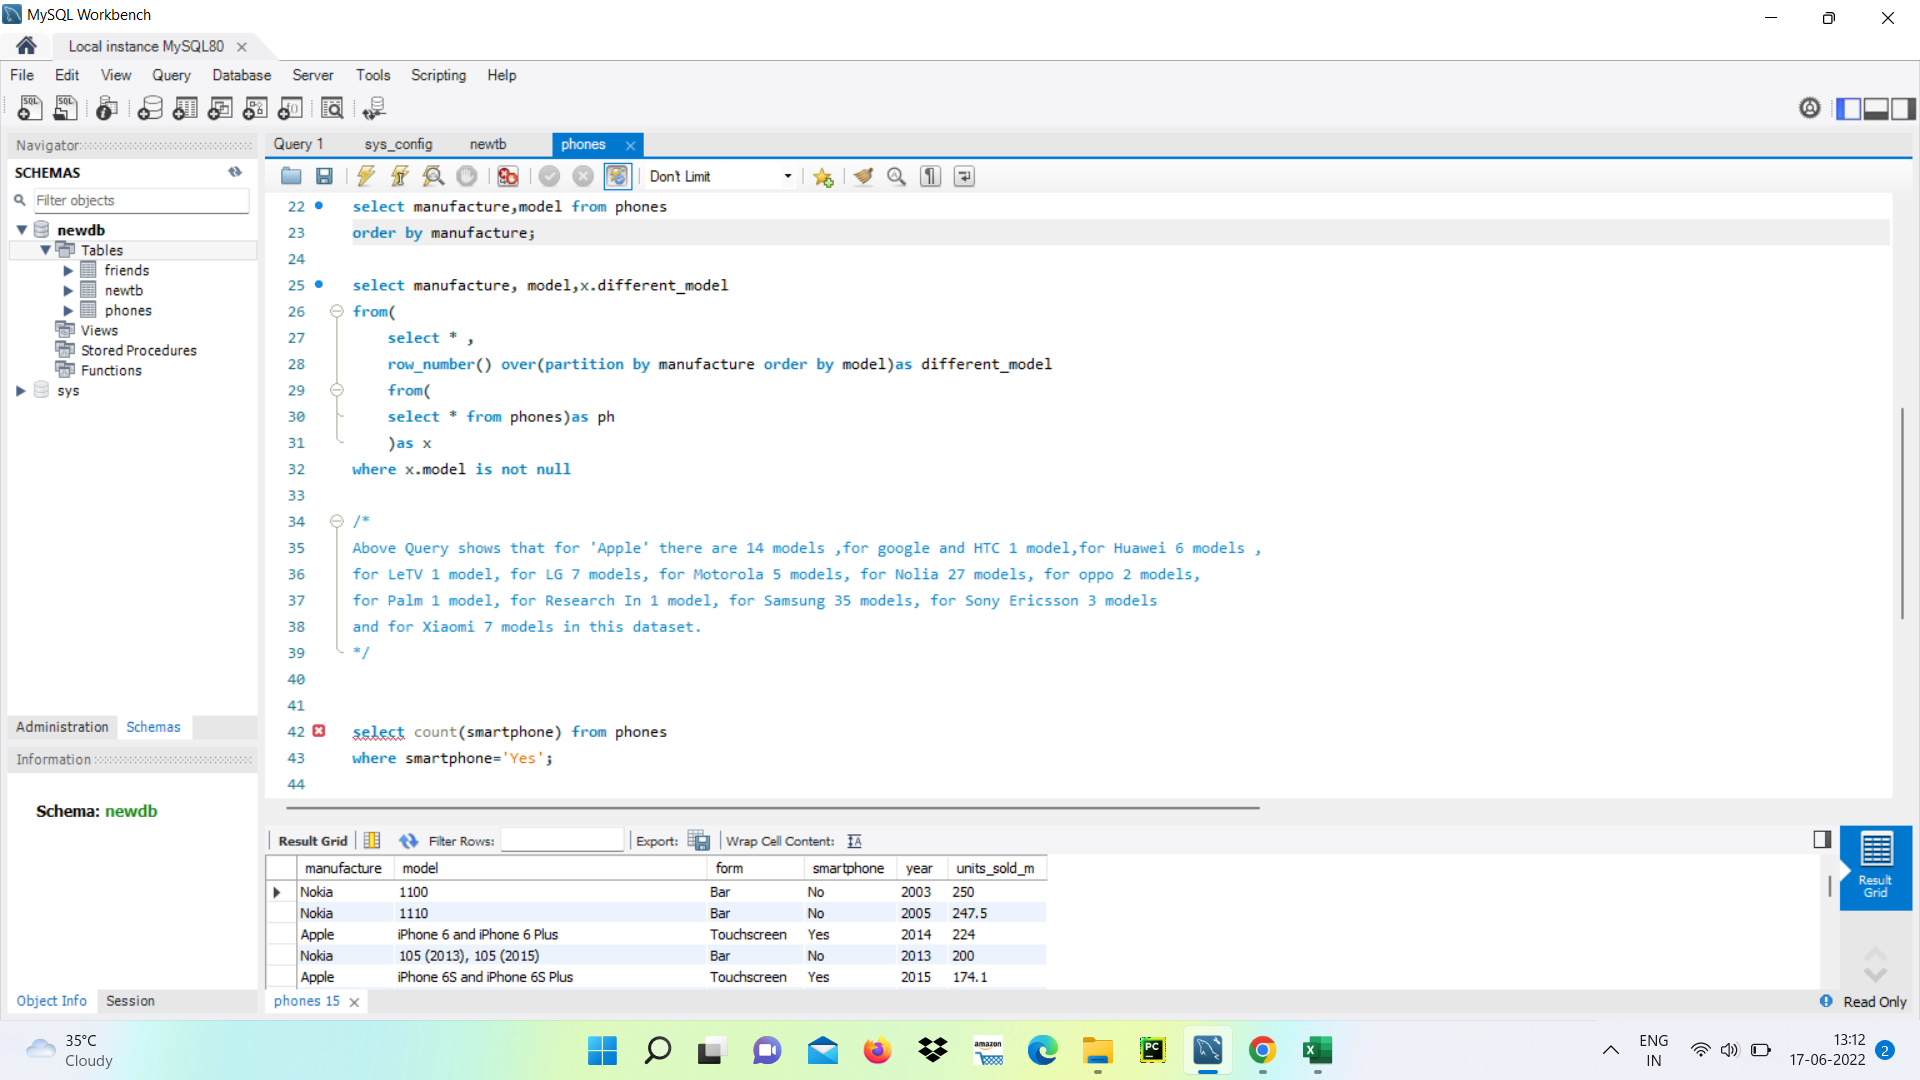 MySQL Workbench
Local instance MySQL80
File Edit View Query Database Server Tools Scripting Help
Navigator
SCHEMAS
Filter objects
newdb
Tables
friends
newtb
phones
Views
Stored Procedures
Functions
sys
Administration Schemas
Information
Schema: newdb
Object Info Session
Query 1 sys_config newtb phones
Don't Limit
22 select manufacture,model from phones
23 order by manufacture;
24
25 select manufacture, model,x.different_model
26 from(
27 select * ,
28 row_number() over(partition by manufacture order by model)as different_model
29 from(
30 select * from phones)as ph
31 )as x
32 where x.model is not null
33
34 /*
35 Above Query shows that for 'Apple' there are 14 models ,for google and HTC 1 model,for Huawei 6 models ,
36 for LeTV 1 model, for LG 7 models, for Motorola 5 models, for Nolia 27 models, for oppo 2 models,
37 for Palm 1 model, for Research In 1 model, for Samsung 35 models, for Sony Ericsson 3 models
38 and for Xiaomi 7 models in this dataset.
39 */
40
41
42 select count(smartphone) from phones
43 where smartphone='Yes';
44
Result Grid Filter Rows: Export: Wrap Cell Content:
manufacture model form smartphone year units_sold_m
Nokia 1100 Bar No 2003 250
Nokia 1110 Bar No 2005 247.5
Apple iPhone 6 and iPhone 6 Plus Touchscreen Yes 2014 224
Nokia 105 (2013), 105 (2015) Bar No 2013 200
Apple iPhone 6S and iPhone 6S Plus Touchscreen Yes 2015 174.1
Result
Grid
phones 15
Read Only
35°C
Cloudy
amazon
PC
ENG
IN
13:12
17-06-2022
2